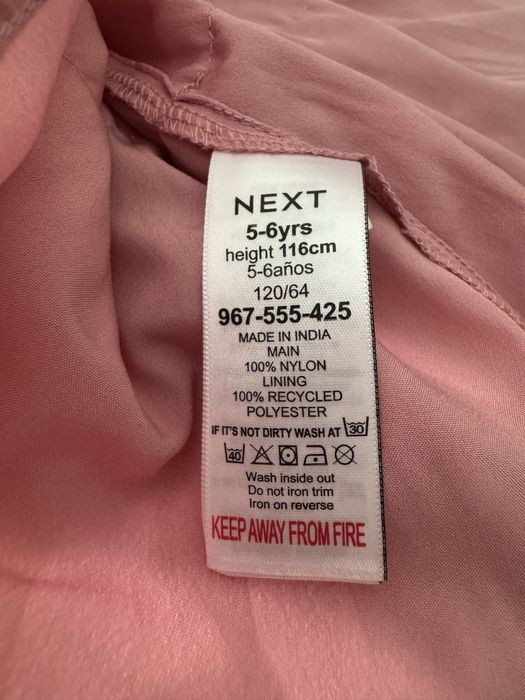 NEXT
5-6yrs
height 116cm
5-6años
120/64
967-555-425
MADE IN INDIA
MAIN
100% NYLON
LINING
100% RECYCLED
POLYESTER
IF IT'S NOT DIRTY WASH AT 30
40
Wash inside out
Do not iron trim
Iron on reverse
KEEP AWAY FROM FIRE